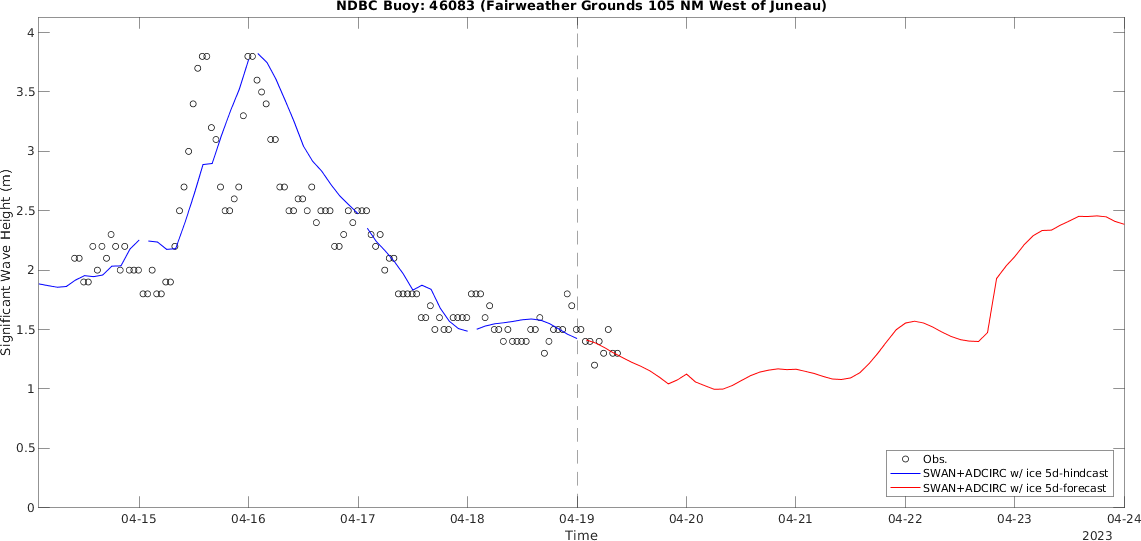 NDBC Buoy: 46083 (Fairweather Grounds 105 NM West of Juneau)
Significant Wave Height (m)
4
3.5
3
2.5
2
1.5
1
0.5
0
Obs.
SWAN+ADCIRC w/ ice 5d-hindcast
SWAN+ADCIRC w/ ice 5d-forecast
04-15 04-16 04-17 04-18 04-19 04-20 04-21 04-22 04-23 04-24
Time
2023